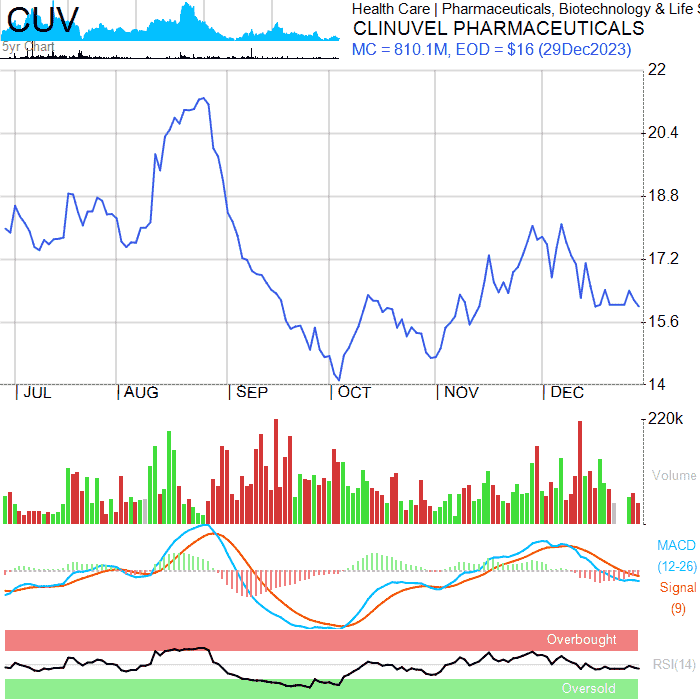 CUV
5yr Chart
Health Care | Pharmaceuticals, Biotechnology & Life S
CLINUVEL PHARMACEUTICALS
MC = 810.1M, EOD = $16 (29Dec2023)
22
20.4
18.8
17.2
15.6
14
| JUL | AUG | SEP | OCT | NOV | DEC
220k
Volume
MACD
(12-26)
Signal
(9)
Overbought
RSI(14)
Oversold